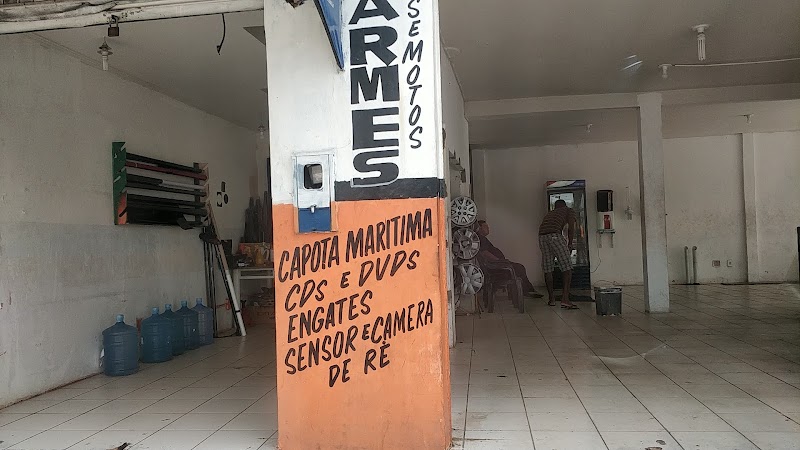 ARMES
SEMOTOS
CAPOTA MARITIMA
CDS E DVDS
ENGATES
SENSOR E CAMERA
DE RÉ